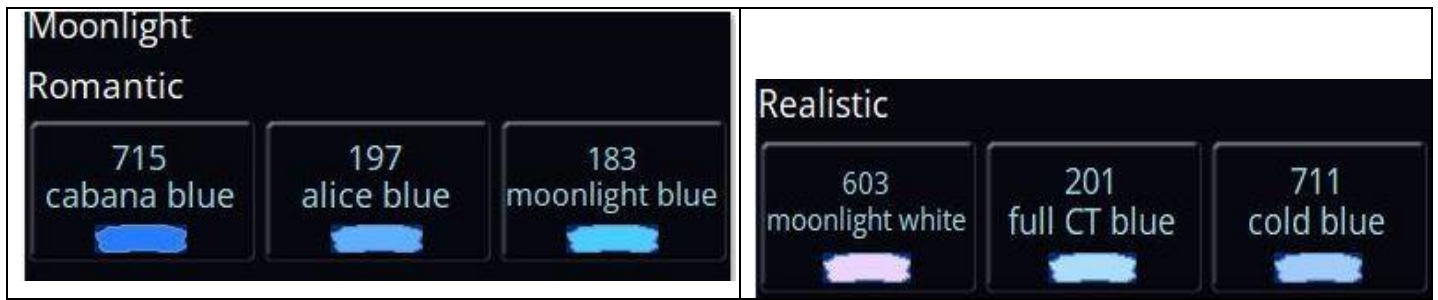 Moonlight
Romantic
715
cabana blue
197
alice blue
183
moonlight blue
Realistic
603
moonlight white
201
full CT blue
711
cold blue